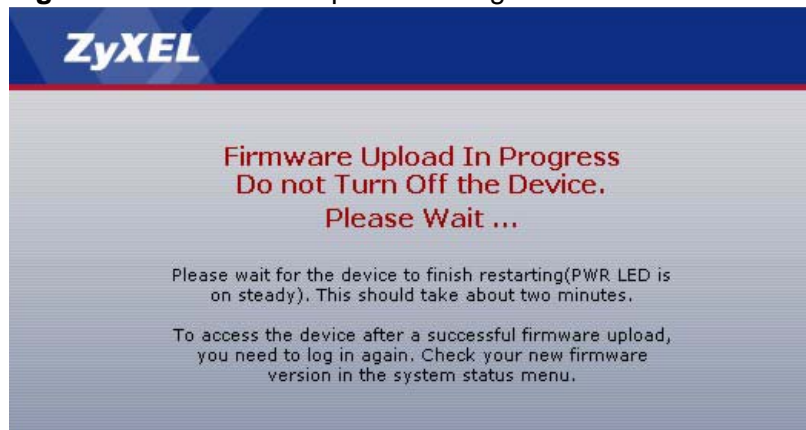 ZyXEL
Firmware Upload In Progress
Do not Turn Off the Device.
Please Wait ...
Please wait for the device to finish restarting(PWR LED is
on steady). This should take about two minutes.
To access the device after a successful firmware upload,
you need to log in again. Check your new firmware
version in the system status menu.